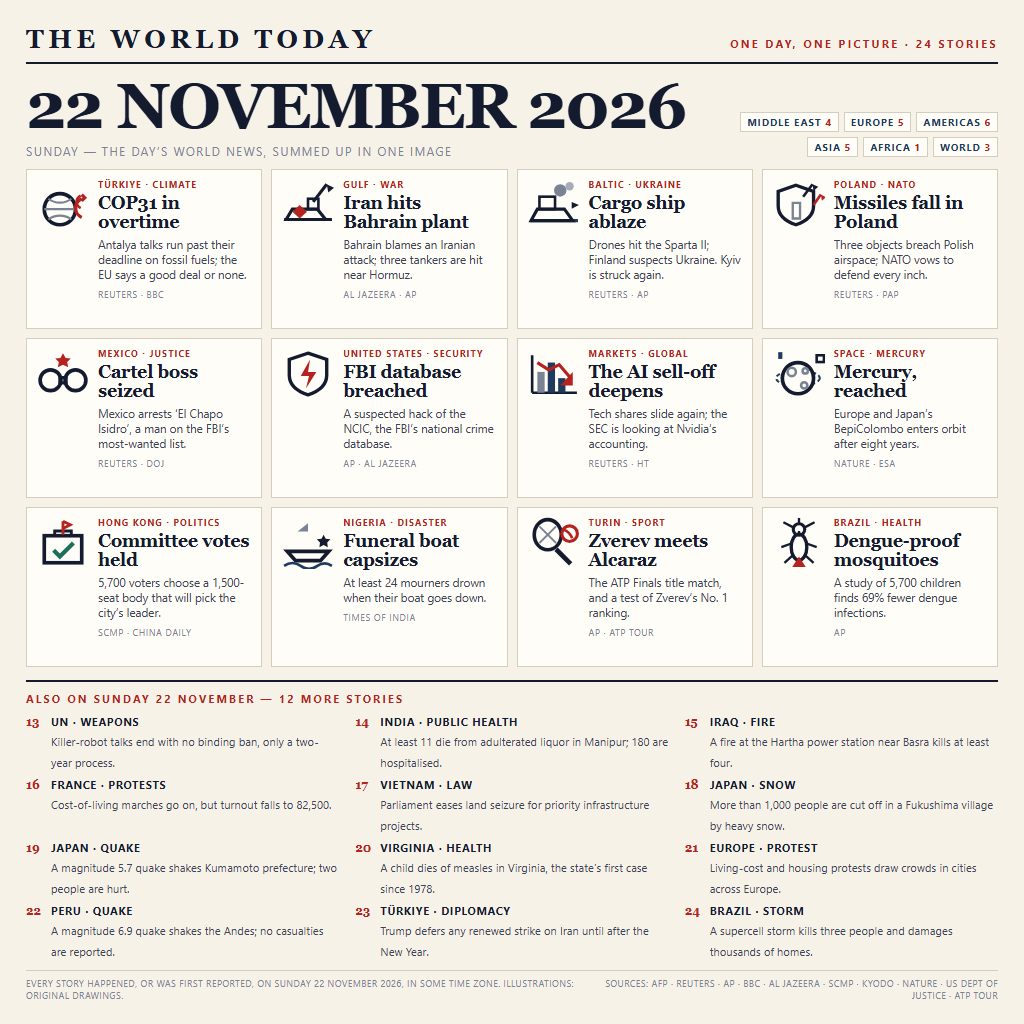 THE WORLD TODAY
ONE DAY, ONE PICTURE · 24 STORIES
22 NOVEMBER 2026
SUNDAY — THE DAY'S WORLD NEWS, SUMMED UP IN ONE IMAGE
MIDDLE EAST 4
EUROPE 5
AMERICAS 6
ASIA 5
AFRICA 1
WORLD 3
TÜRKIYE · CLIMATE
COP31 in
overtime
Antalya talks run past their
deadline on fossil fuels; the
EU says a good deal or none.
REUTERS · BBC
GULF · WAR
Iran hits
Bahrain plant
Bahrain blames an Iranian
attack; three tankers are hit
near Hormuz.
AL JAZEERA · AP
BALTIC · UKRAINE
Cargo ship
ablaze
Drones hit the Sparta II;
Finland suspects Ukraine. Kyiv
is struck again.
REUTERS · AP
POLAND · NATO
Missiles fall in
Poland
Three objects breach Polish
airspace; NATO vows to
defend every inch.
REUTERS · PAP
MEXICO · JUSTICE
Cartel boss
seized
Mexico arrests ‘El Chapo
Isidro’, a man on the FBI’s
most-wanted list.
REUTERS · DOJ
UNITED STATES · SECURITY
FBI database
breached
A suspected hack of the
NCIC, the FBI’s national crime
database.
AP · AL JAZEERA
MARKETS · GLOBAL
The AI sell-off
deepens
Tech shares slide again; the
SEC is looking at Nvidia’s
accounting.
REUTERS · HT
SPACE · MERCURY
Mercury,
reached
Europe and Japan’s
BepiColombo enters orbit
after eight years.
NATURE · ESA
HONG KONG · POLITICS
Committee votes
held
5,700 voters choose a 1,500-
seat body that will pick the
city’s leader.
SCMP · CHINA DAILY
NIGERIA · DISASTER
Funeral boat
capsizes
At least 24 mourners drown
when their boat goes down.
TIMES OF INDIA
TURIN · SPORT
Zverev meets
Alcaraz
The ATP Finals title match,
and a test of Zverev’s No. 1
ranking.
AP · ATP TOUR
BRAZIL · HEALTH
Dengue-proof
mosquitoes
A study of 5,700 children
finds 69% fewer dengue
infections.
AP
ALSO ON SUNDAY 22 NOVEMBER — 12 MORE STORIES
13 UN · WEAPONS
Killer-robot talks end with no binding ban, only a two-
year process.
14 INDIA · PUBLIC HEALTH
At least 11 die from adulterated liquor in Manipur; 180 are
hospitalised.
15 IRAQ · FIRE
A fire at the Hartha power station near Basra kills at least
four.
16 FRANCE · PROTESTS
Cost-of-living marches go on, but turnout falls to 82,500.
17 VIETNAM · LAW
Parliament eases land seizure for priority infrastructure
projects.
18 JAPAN · SNOW
More than 1,000 people are cut off in a Fukushima village
by heavy snow.
19 JAPAN · QUAKE
A magnitude 5.7 quake shakes Kumamoto prefecture; two
people are hurt.
20 VIRGINIA · HEALTH
A child dies of measles in Virginia, the state’s first case
since 1978.
21 EUROPE · PROTEST
Living-cost and housing protests draw crowds in cities
across Europe.
22 PERU · QUAKE
A magnitude 6.9 quake shakes the Andes; no casualties
are reported.
23 TÜRKIYE · DIPLOMACY
Trump defers any renewed strike on Iran until after the
New Year.
24 BRAZIL · STORM
A supercell storm kills three people and damages
thousands of homes.
EVERY STORY HAPPENED, OR WAS FIRST REPORTED, ON SUNDAY 22 NOVEMBER 2026, IN SOME TIME ZONE. ILLUSTRATIONS:
ORIGINAL DRAWINGS.
SOURCES: AFP · REUTERS · AP · BBC · AL JAZEERA · SCMP · KYODO · NATURE · US DEPT OF
JUSTICE · ATP TOUR